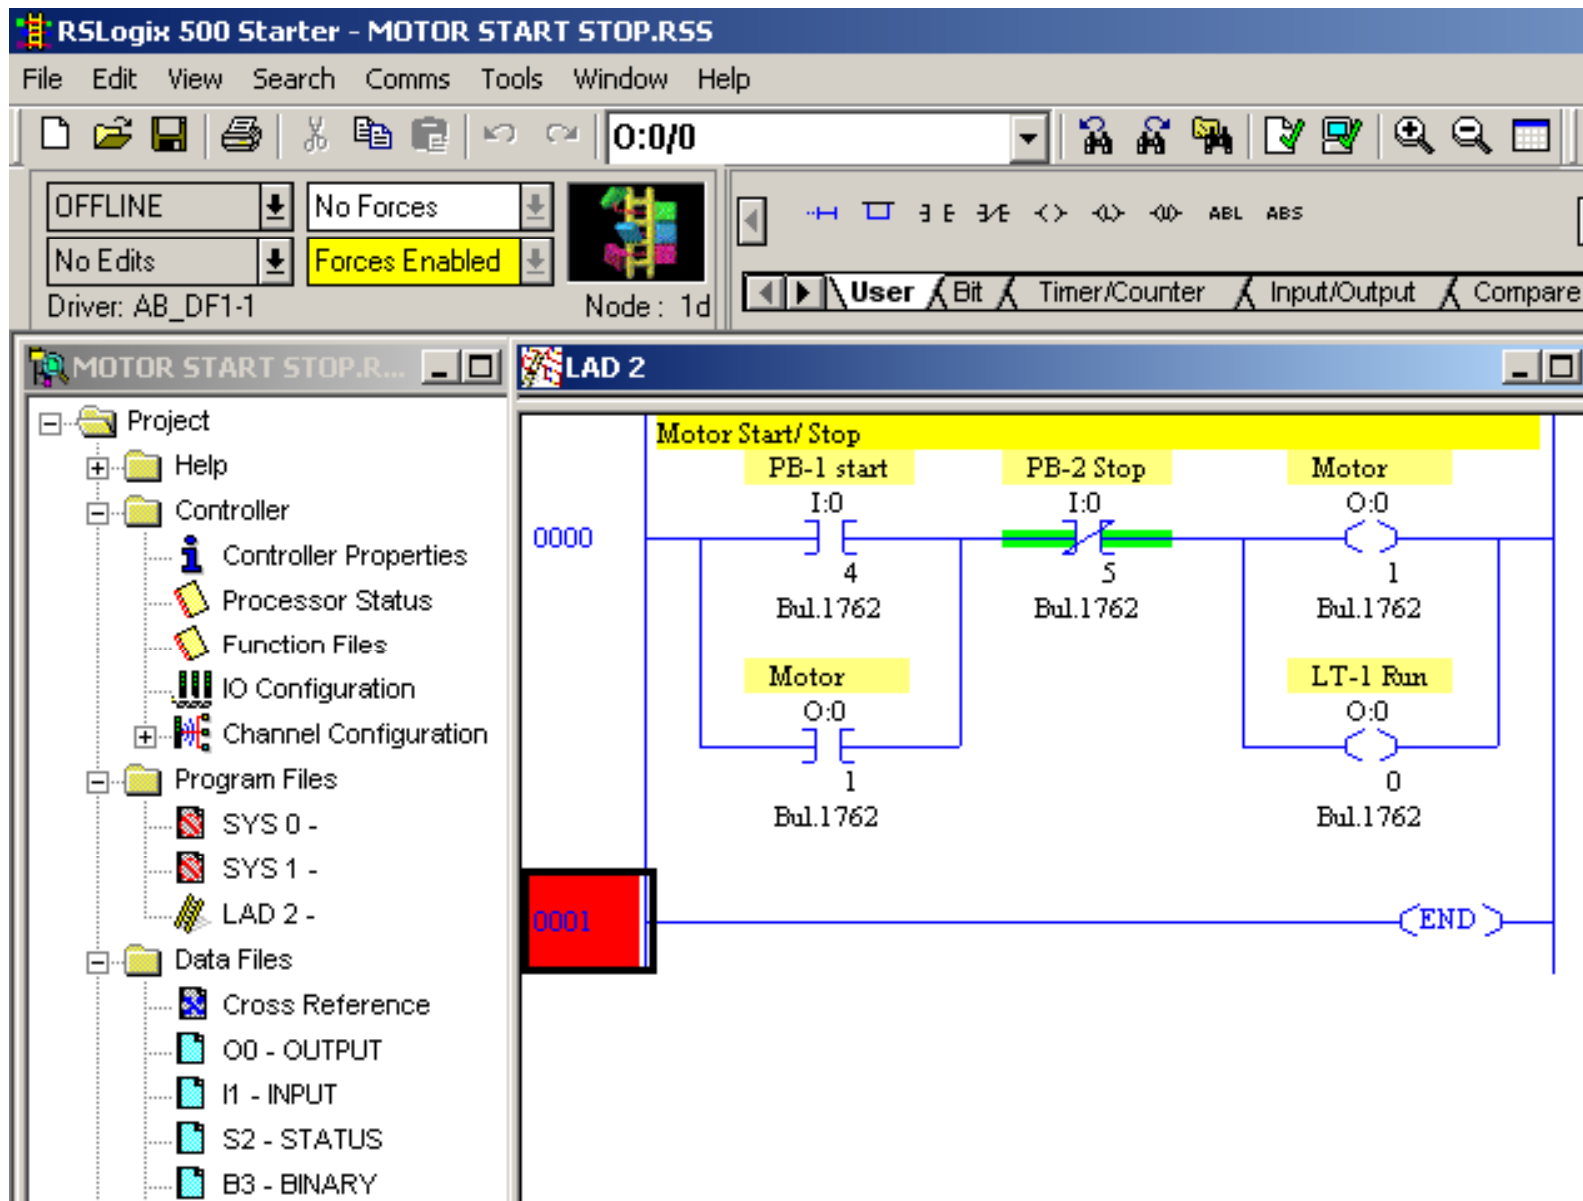 RSLogix 500 Starter - MOTOR START STOP.RSS
File Edit View Search Comms Tools Window Help
O:0/0
OFFLINE
No Forces
No Edits
Forces Enabled
Driver: AB_DF1-1
Node : 1d
ABL ABS
User Bit Timer/Counter Input/Output Compare
MOTOR START STOP.R...
Project
Help
Controller
Controller Properties
Processor Status
Function Files
IO Configuration
Channel Configuration
Program Files
SYS 0 -
SYS 1 -
LAD 2 -
Data Files
Cross Reference
O0 - OUTPUT
I1 - INPUT
S2 - STATUS
B3 - BINARY
LAD 2
Motor Start/ Stop
PB-1 start PB-2 Stop Motor
I:0 I:0 O:0
0000
4 5 1
Bul.1762 Bul.1762 Bul.1762
Motor LT-1 Run
O:0 O:0
1 0
Bul.1762 Bul.1762
0001
END